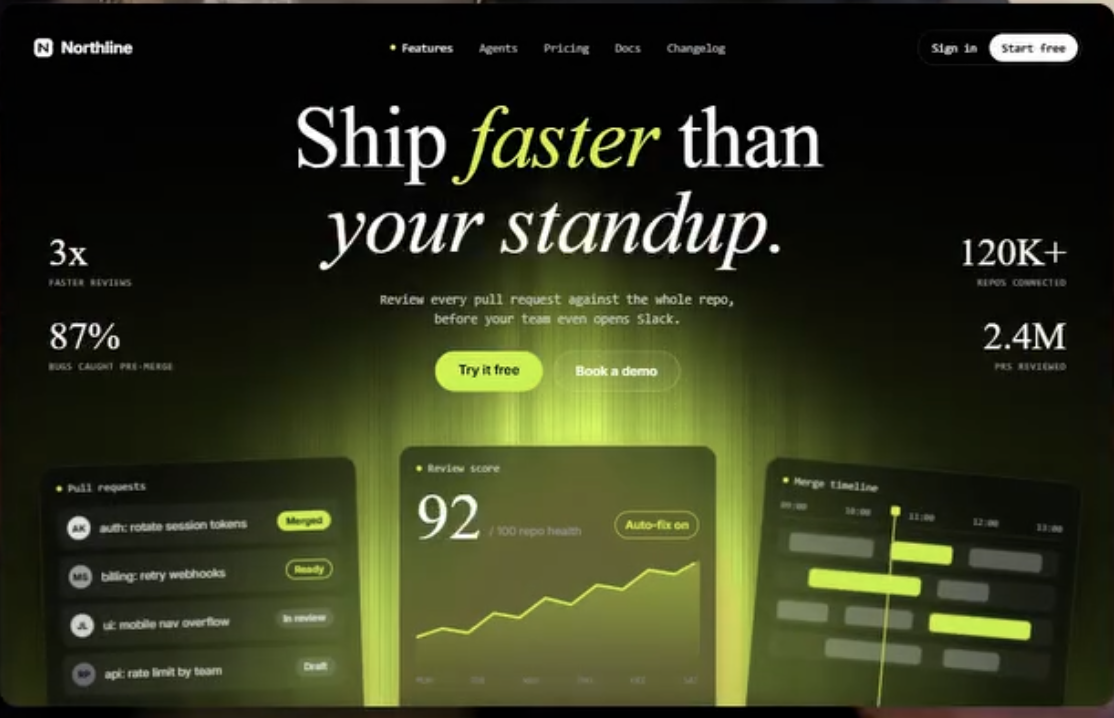 N Northline
Features Agents Pricing Docs Changelog
Sign in Start free
Ship faster than
your standup.
Review every pull request against the whole repo,
before your team even opens Slack.
Try it free Book a demo
3x
FASTER REVIEWS
87%
BUGS CAUGHT PRE-MERGE
120K+
REPOS CONNECTED
2.4M
PRS REVIEWED
Pull requests
AK auth: rotate session tokens Merged
MS billing: retry webhooks Ready
JL ui: mobile nav overflow In review
RP api: rate limit by team Draft
Review score
92 / 100 repo health Auto-fix on
Merge timeline
09:00 10:00 11:00 12:00 13:00